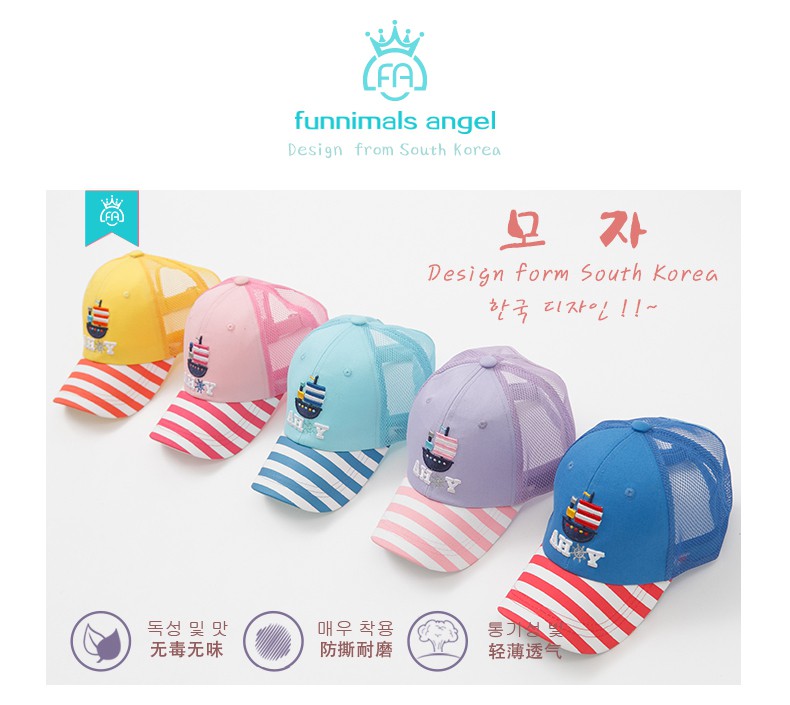 FA
funnimals angel
Design from South Korea
FA
모 자
Design form South Korea
한국 디자인 !!~
AHOY
AHOY
AHOY
AHOY
AHOY
독성 및 맛
无毒无味
매우 착용
防撕耐磨
통기성 및
轻薄透气